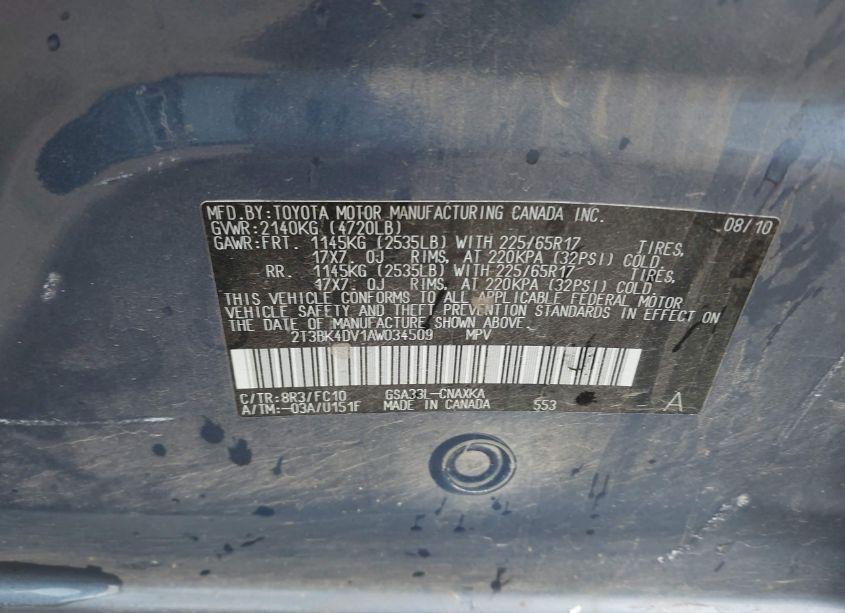 MFD.BY:TOYOTA MOTOR MANUFACTURING CANADA INC. 08/10
GVWR:2140KG (4720LB)
GAWR:FRT. 1145KG (2535LB) WITH 225/65R17 TIRES,
17X7.0J RIMS, AT 220KPA (32PSI) COLD.
RR. 1145KG (2535LB) WITH 225/65R17 TIRES,
17X7.0J RIMS, AT 220KPA (32PSI) COLD.
THIS VEHICLE CONFORMS TO ALL APPLICABLE FEDERAL MOTOR
VEHICLE SAFETY AND THEFT PREVENTION STANDARDS IN EFFECT ON
THE DATE OF MANUFACTURE SHOWN ABOVE.
2T3BK4DV1AW034509 MPV
C/TR:8R3/FC10 GSA33L-CNAXKA
A/TM:-03A/U151F MADE IN CANADA 553 A